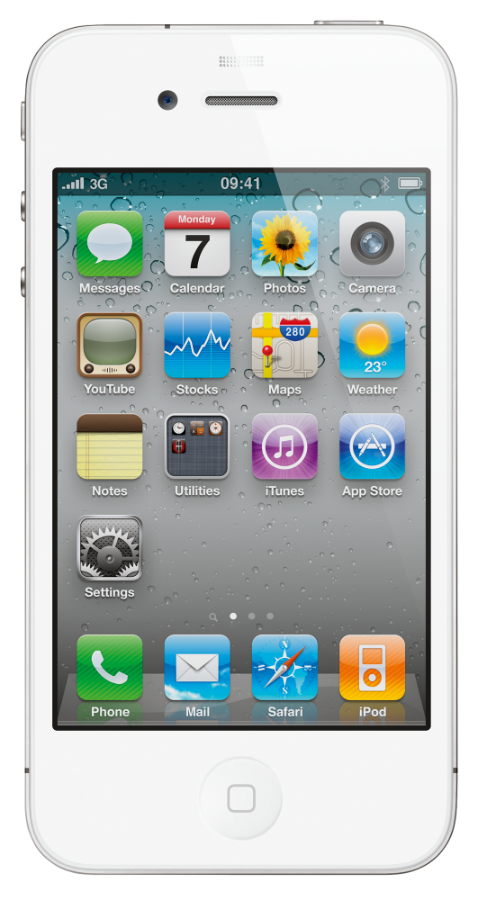 3G 09:41
Monday
7
280
23°
Messages Calendar Photos Camera
YouTube Stocks Maps Weather
Notes Utilities iTunes App Store
Settings
N
S
Phone Mail Safari iPod